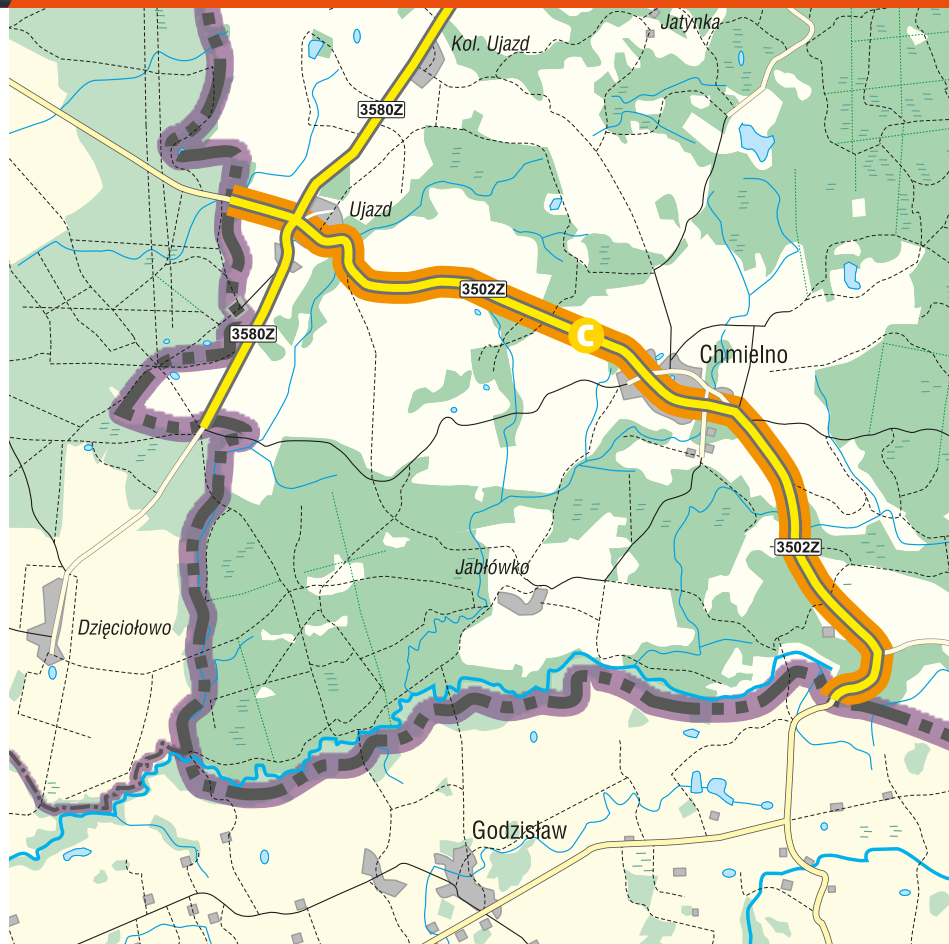 Jatynka
Kol. Ujazd
3580Z
Ujazd
3502Z
3580Z
C
Chmielno
3502Z
Jabłówko
Dzięciołowo
Godzisław